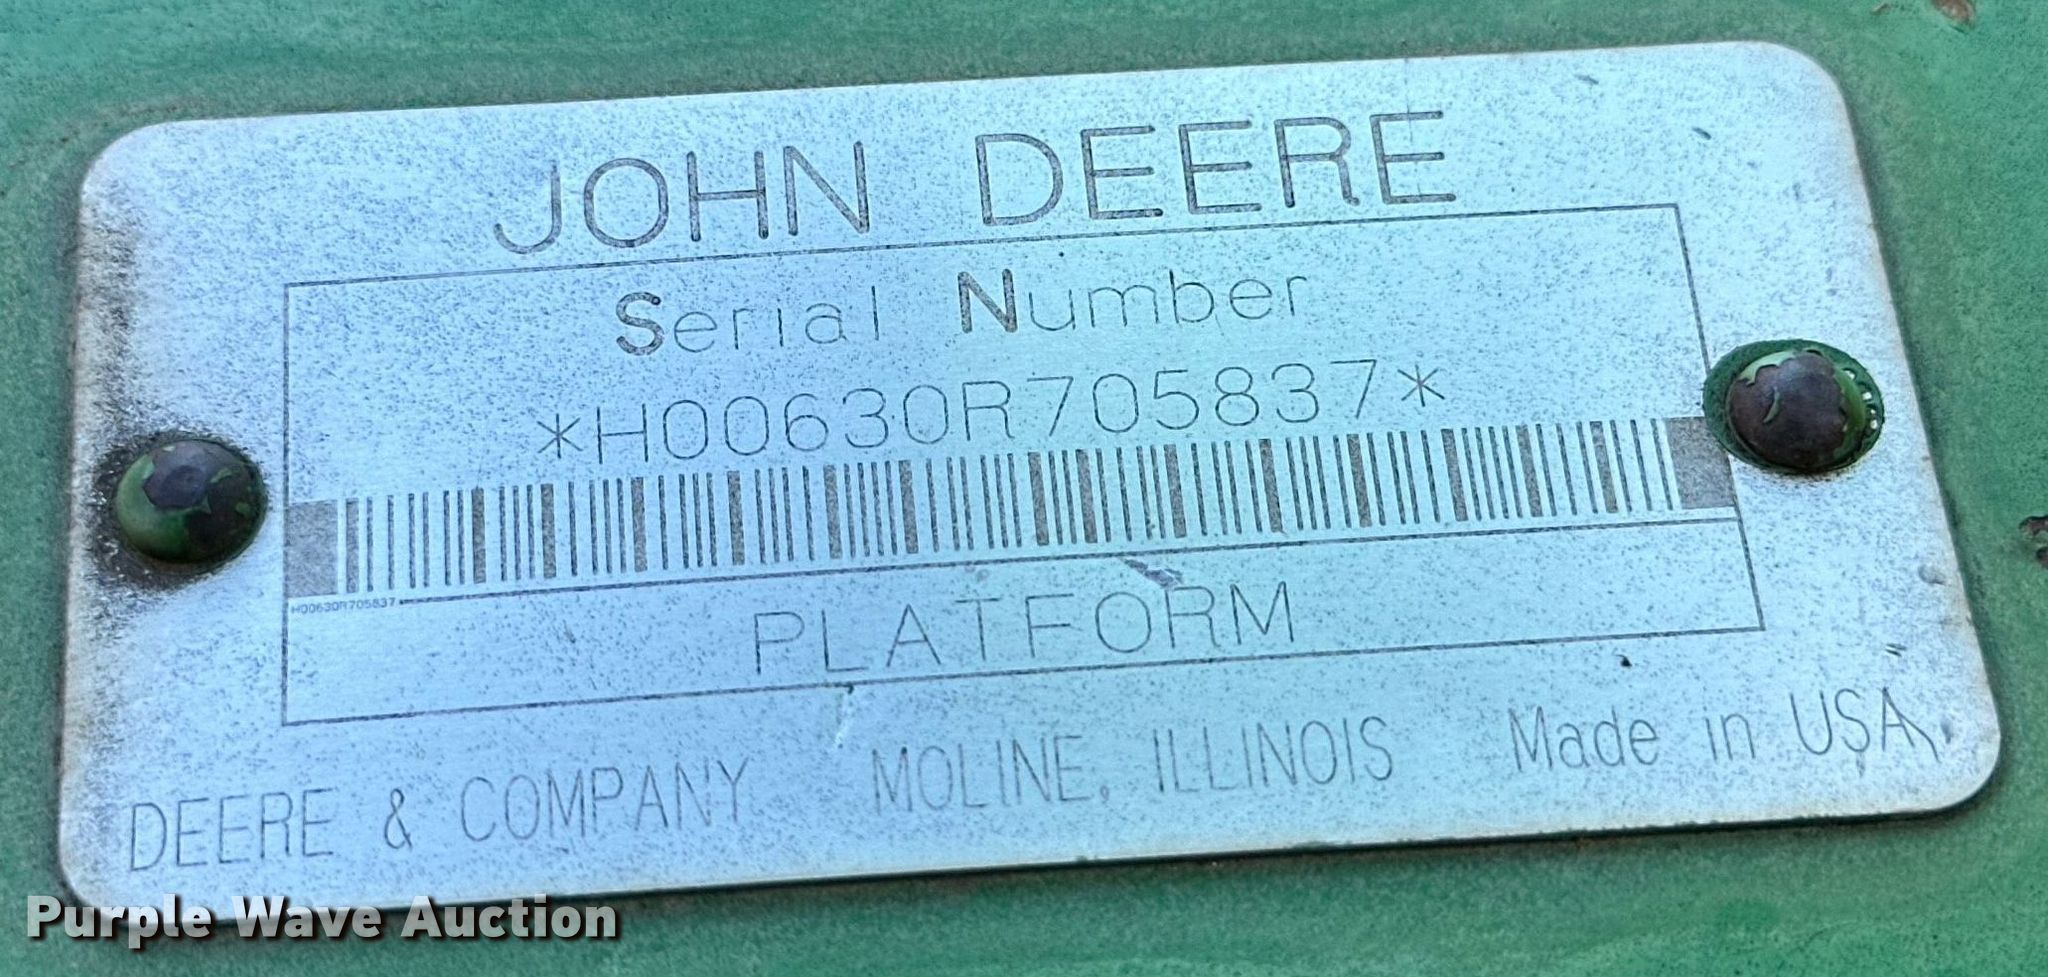 JOHN DEERE
Serial Number
*H00630R705837*
H00630R705837
PLATFORM
DEERE & COMPANY MOLINE, ILLINOIS Made in USA
Purple Wave Auction